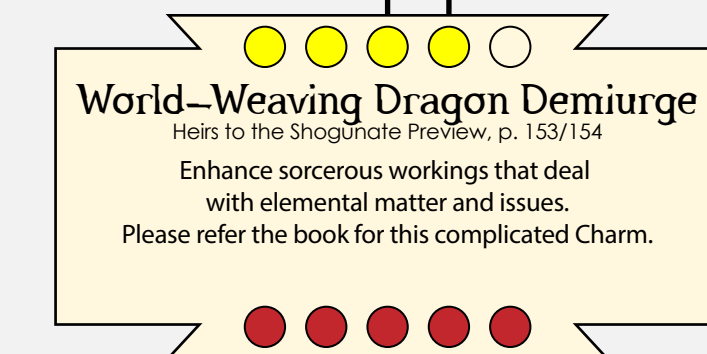 World–Weaving Dragon Demiurge
Heirs to the Shogunate Preview, p. 153/154
Enhance sorcerous workings that deal
with elemental matter and issues.
Please refer the book for this complicated Charm.